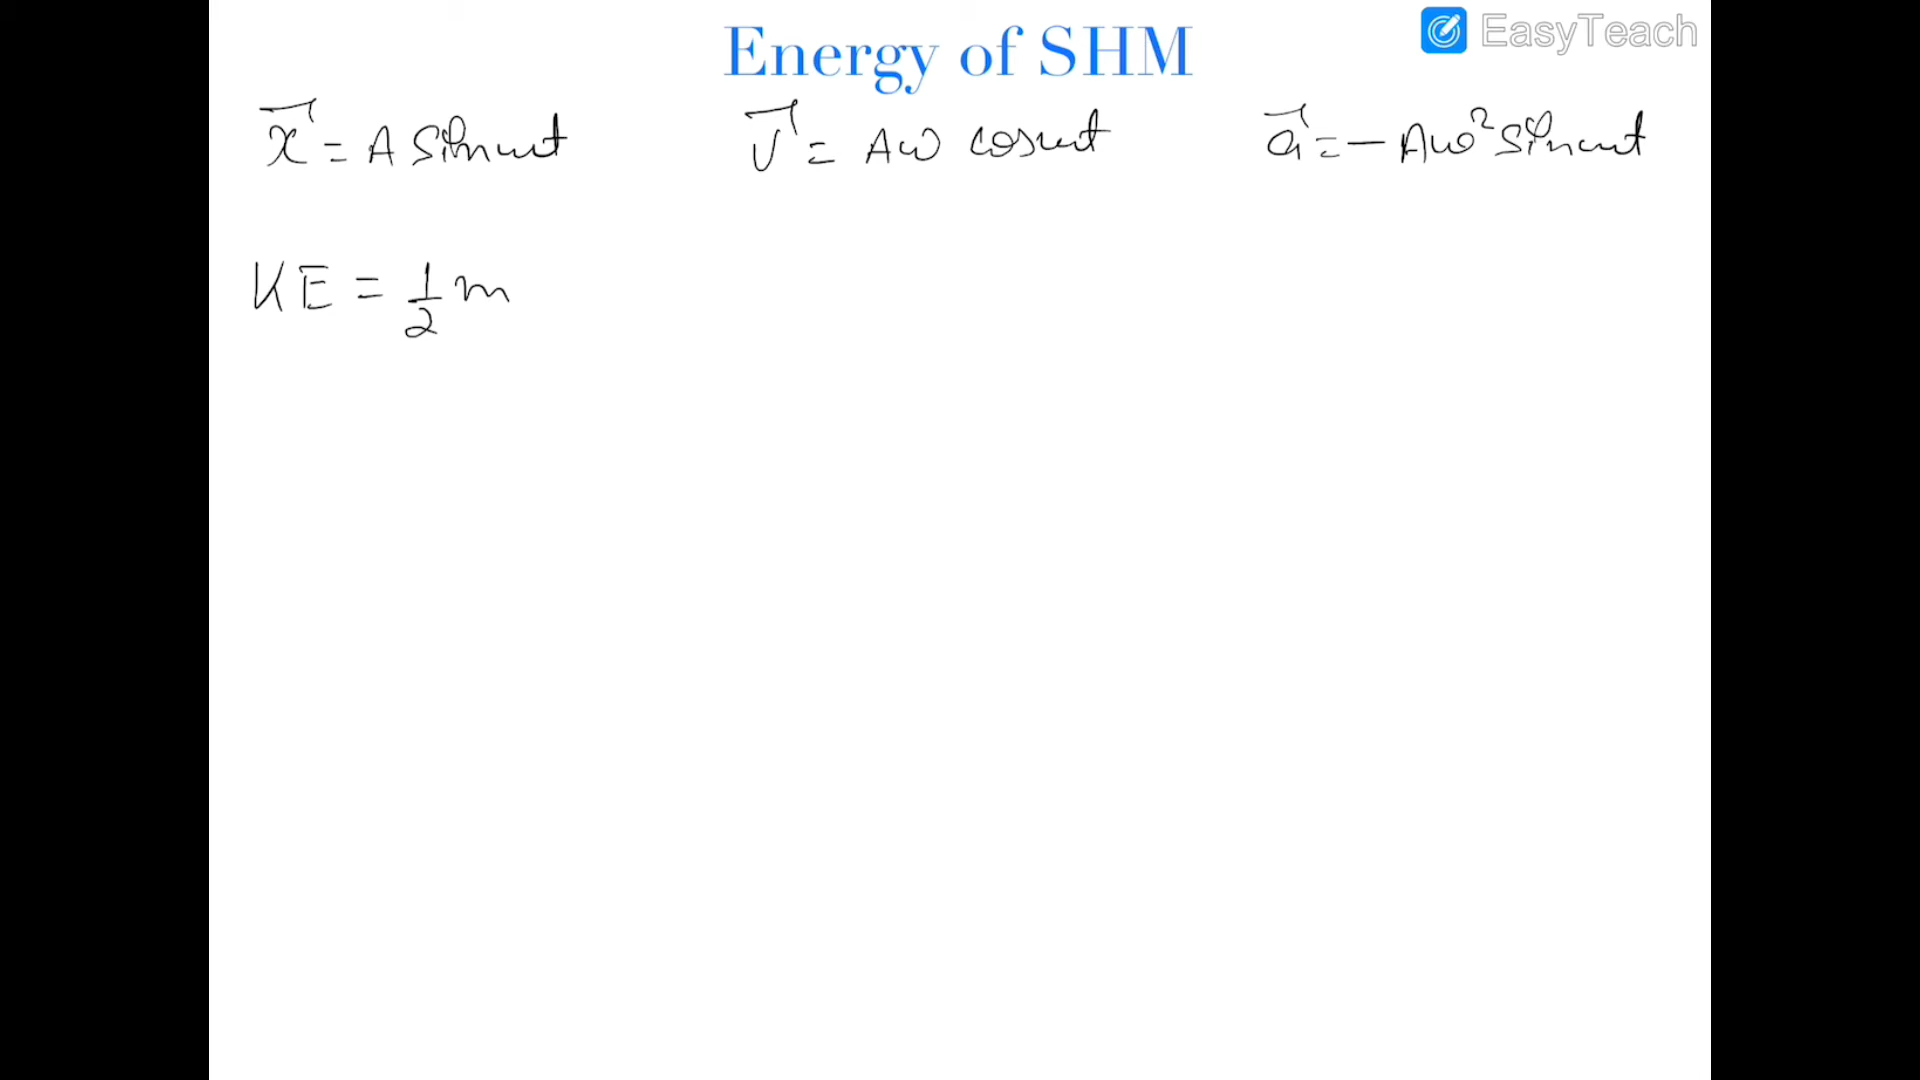 Energy of SHM
EasyTeach
x⃗ = A Sinωt v⃗ = Aω cosωt a⃗ = − Aω² Sinωt
KE = 1/2 m